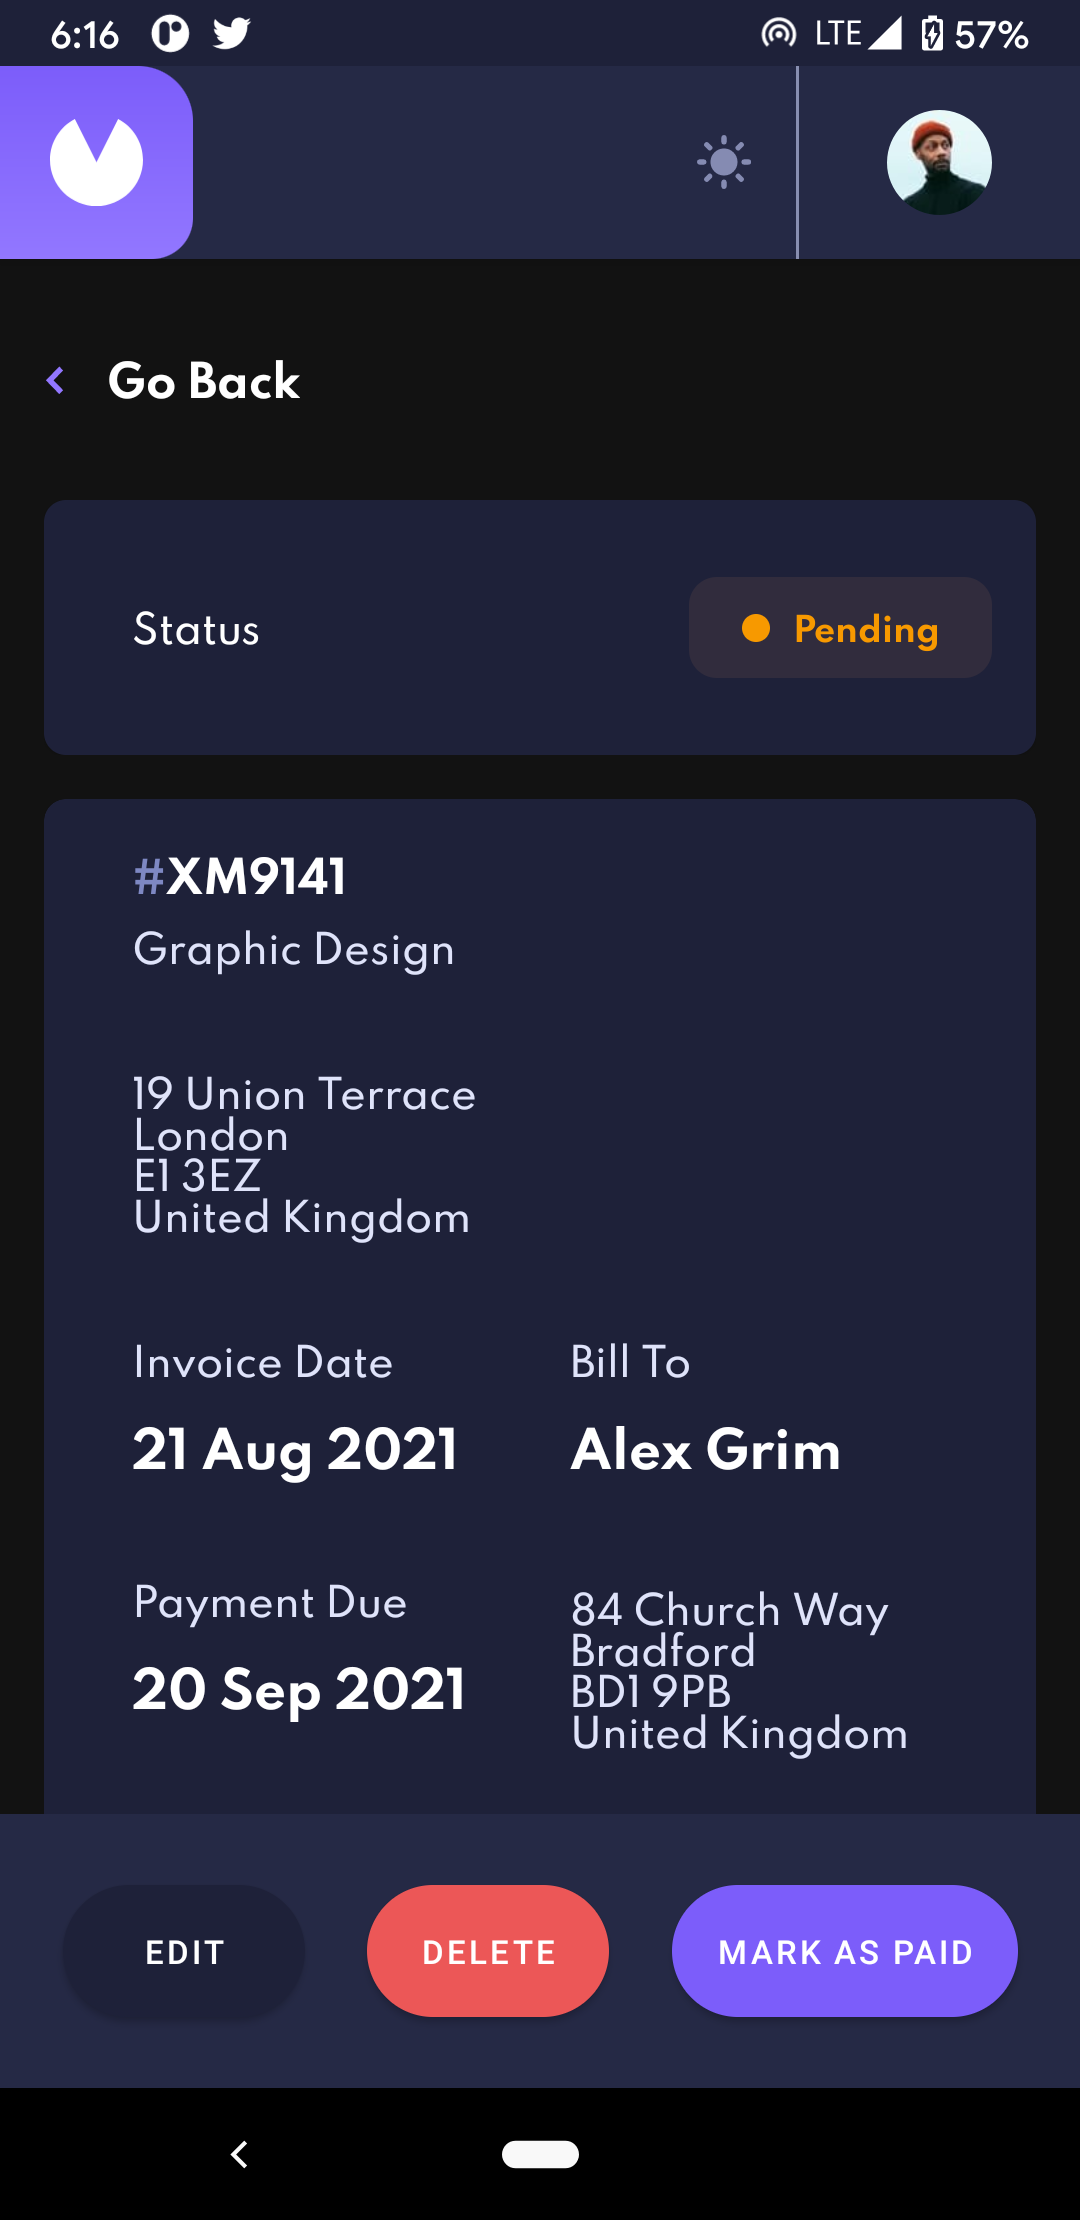 6:16 LTE 57%
Go Back
Status
Pending
#XM9141
Graphic Design
19 Union Terrace
London
E1 3EZ
United Kingdom
Invoice Date
21 Aug 2021
Bill To
Alex Grim
Payment Due
20 Sep 2021
84 Church Way
Bradford
BD1 9PB
United Kingdom
EDIT
DELETE
MARK AS PAID